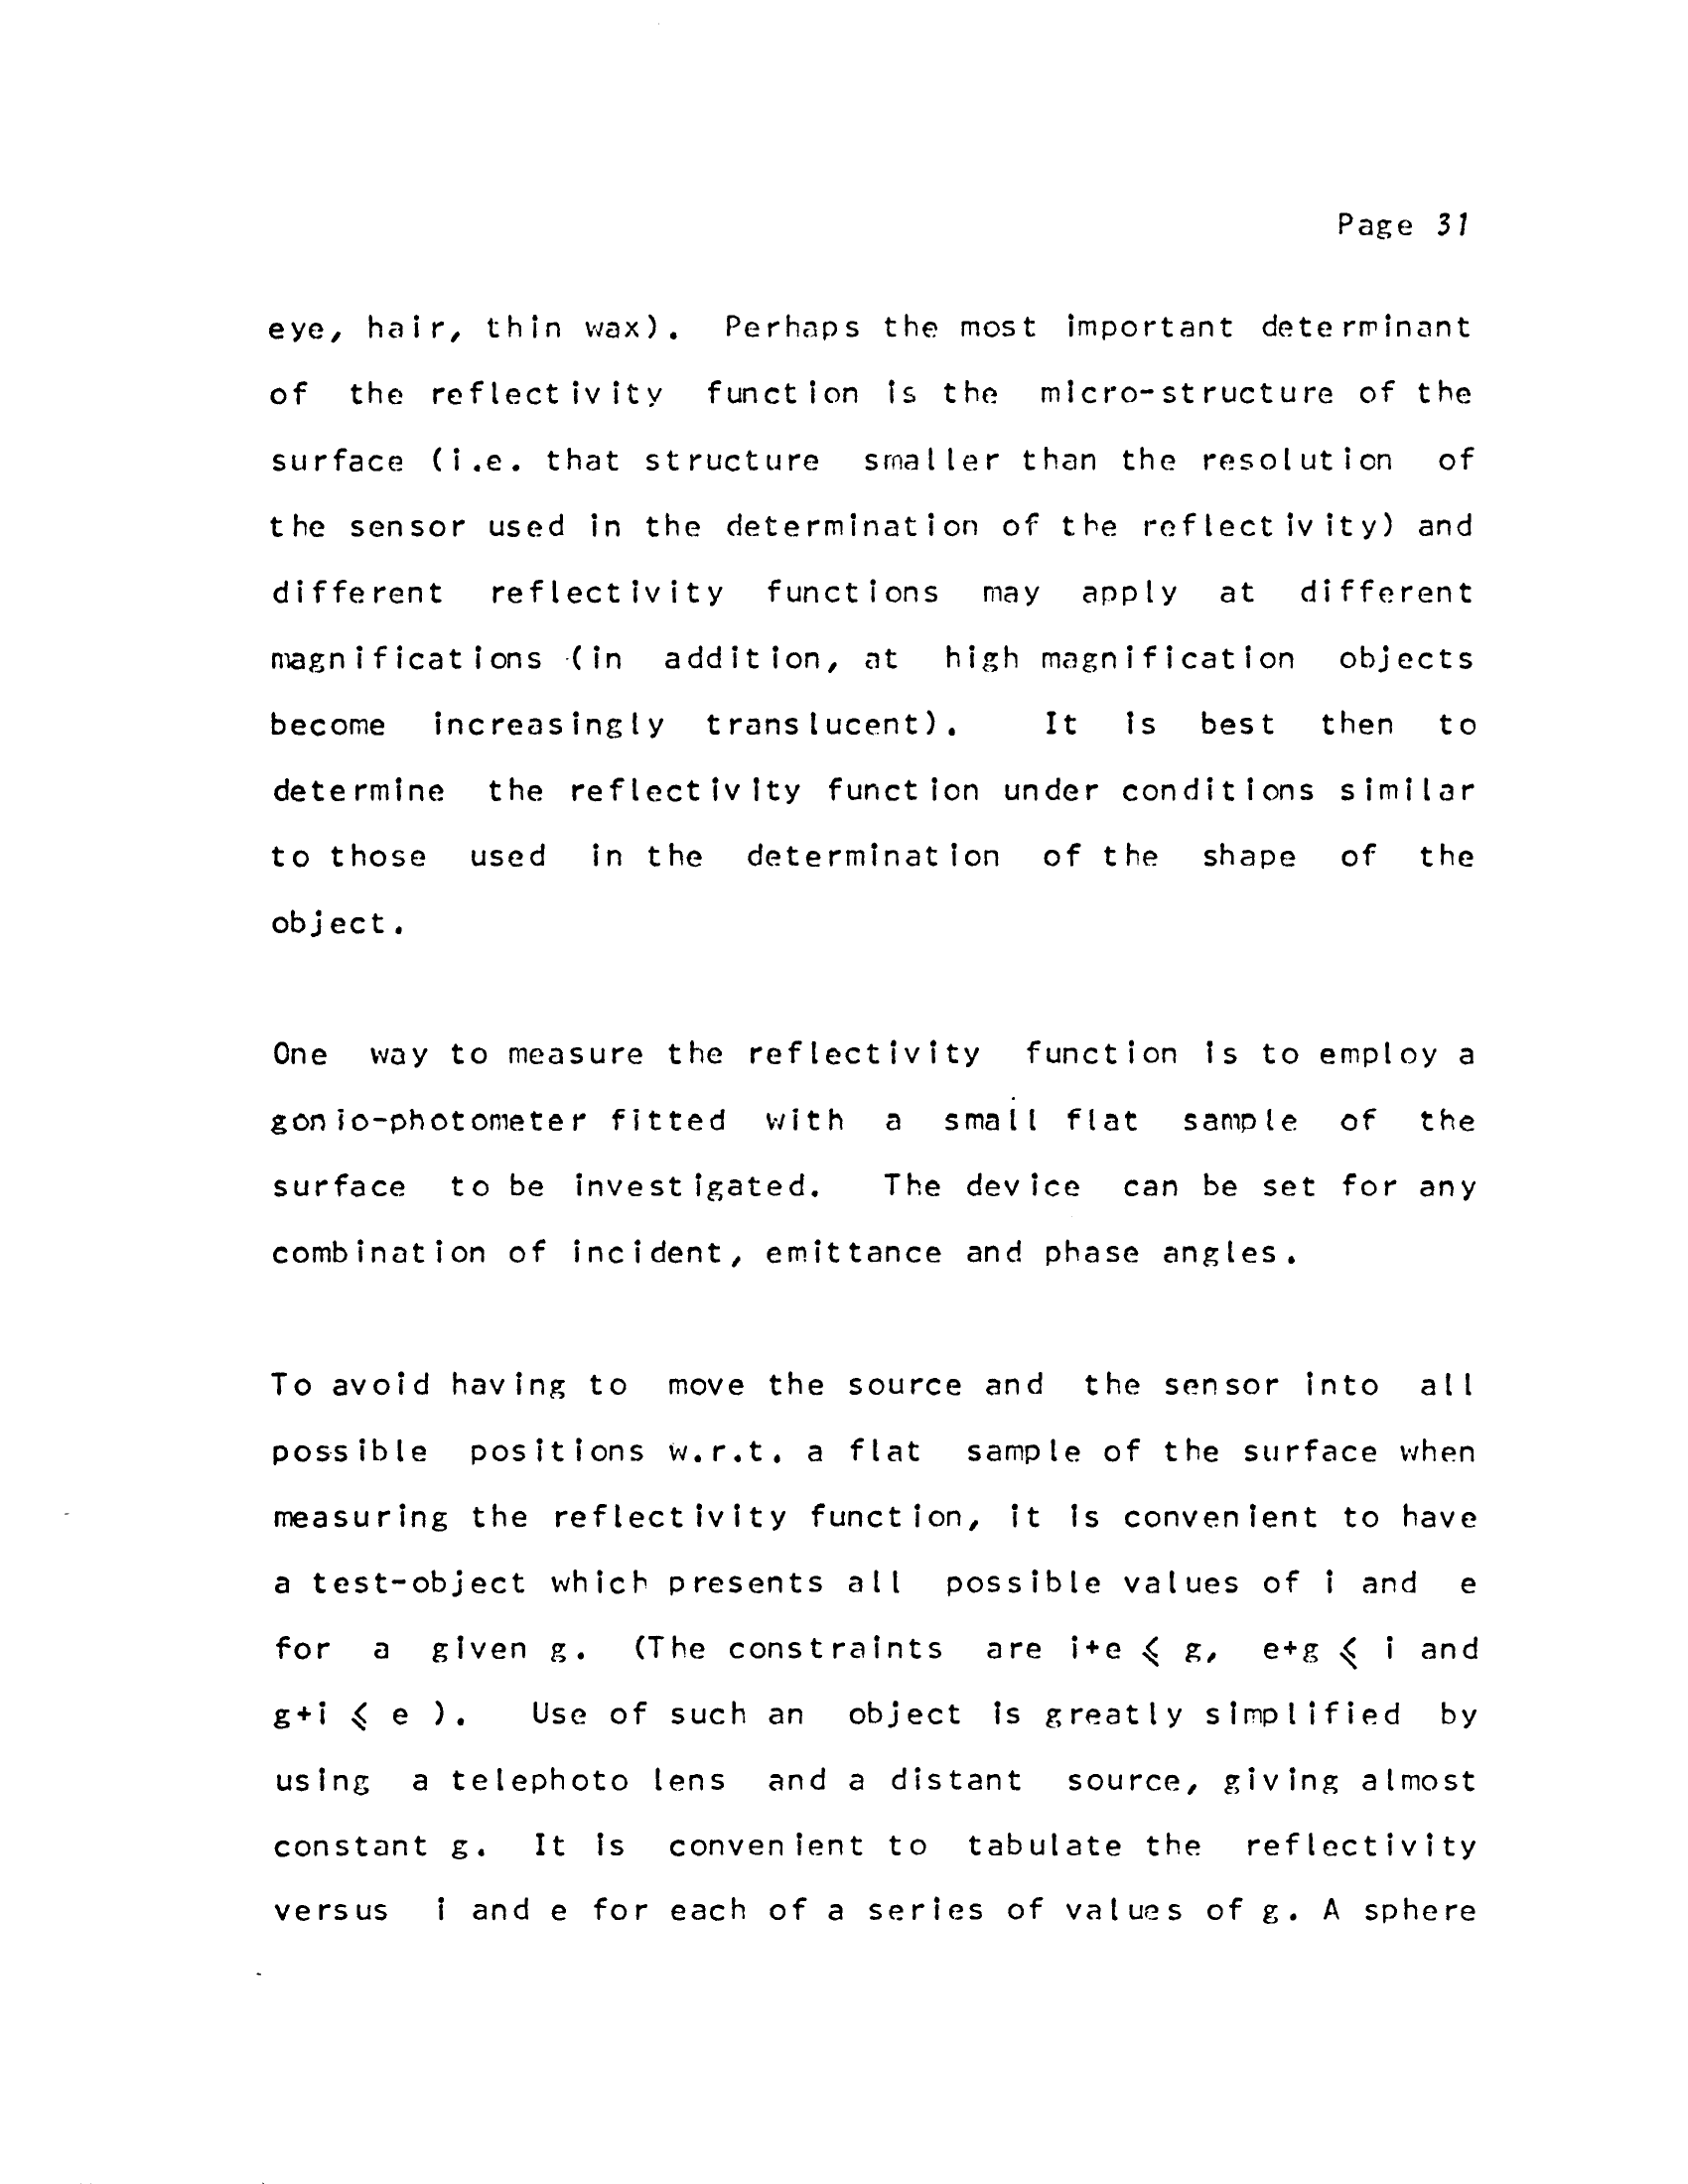 Page 31
eye, hair, thin wax). Perhaps the most important determinant
of the reflectivity function is the micro-structure of the
surface (i.e. that structure smaller than the resolution of
the sensor used in the determination of the reflectivity) and
different reflectivity functions may apply at different
magnifications (in addition, at high magnification objects
become increasingly translucent). It is best then to
determine the reflectivity function under conditions similar
to those used in the determination of the shape of the
object.
One way to measure the reflectivity function is to employ a
gonio-photometer fitted with a small flat sample of the
surface to be investigated. The device can be set for any
combination of incident, emittance and phase angles.
To avoid having to move the source and the sensor into all
possible positions w.r.t. a flat sample of the surface when
measuring the reflectivity function, it is convenient to have
a test-object which presents all possible values of i and e
for a given g. (The constraints are i+e ⩽ g, e+g ⩽ i and
g+i ⩽ e ). Use of such an object is greatly simplified by
using a telephoto lens and a distant source, giving almost
constant g. It is convenient to tabulate the reflectivity
versus i and e for each of a series of values of g. A sphere